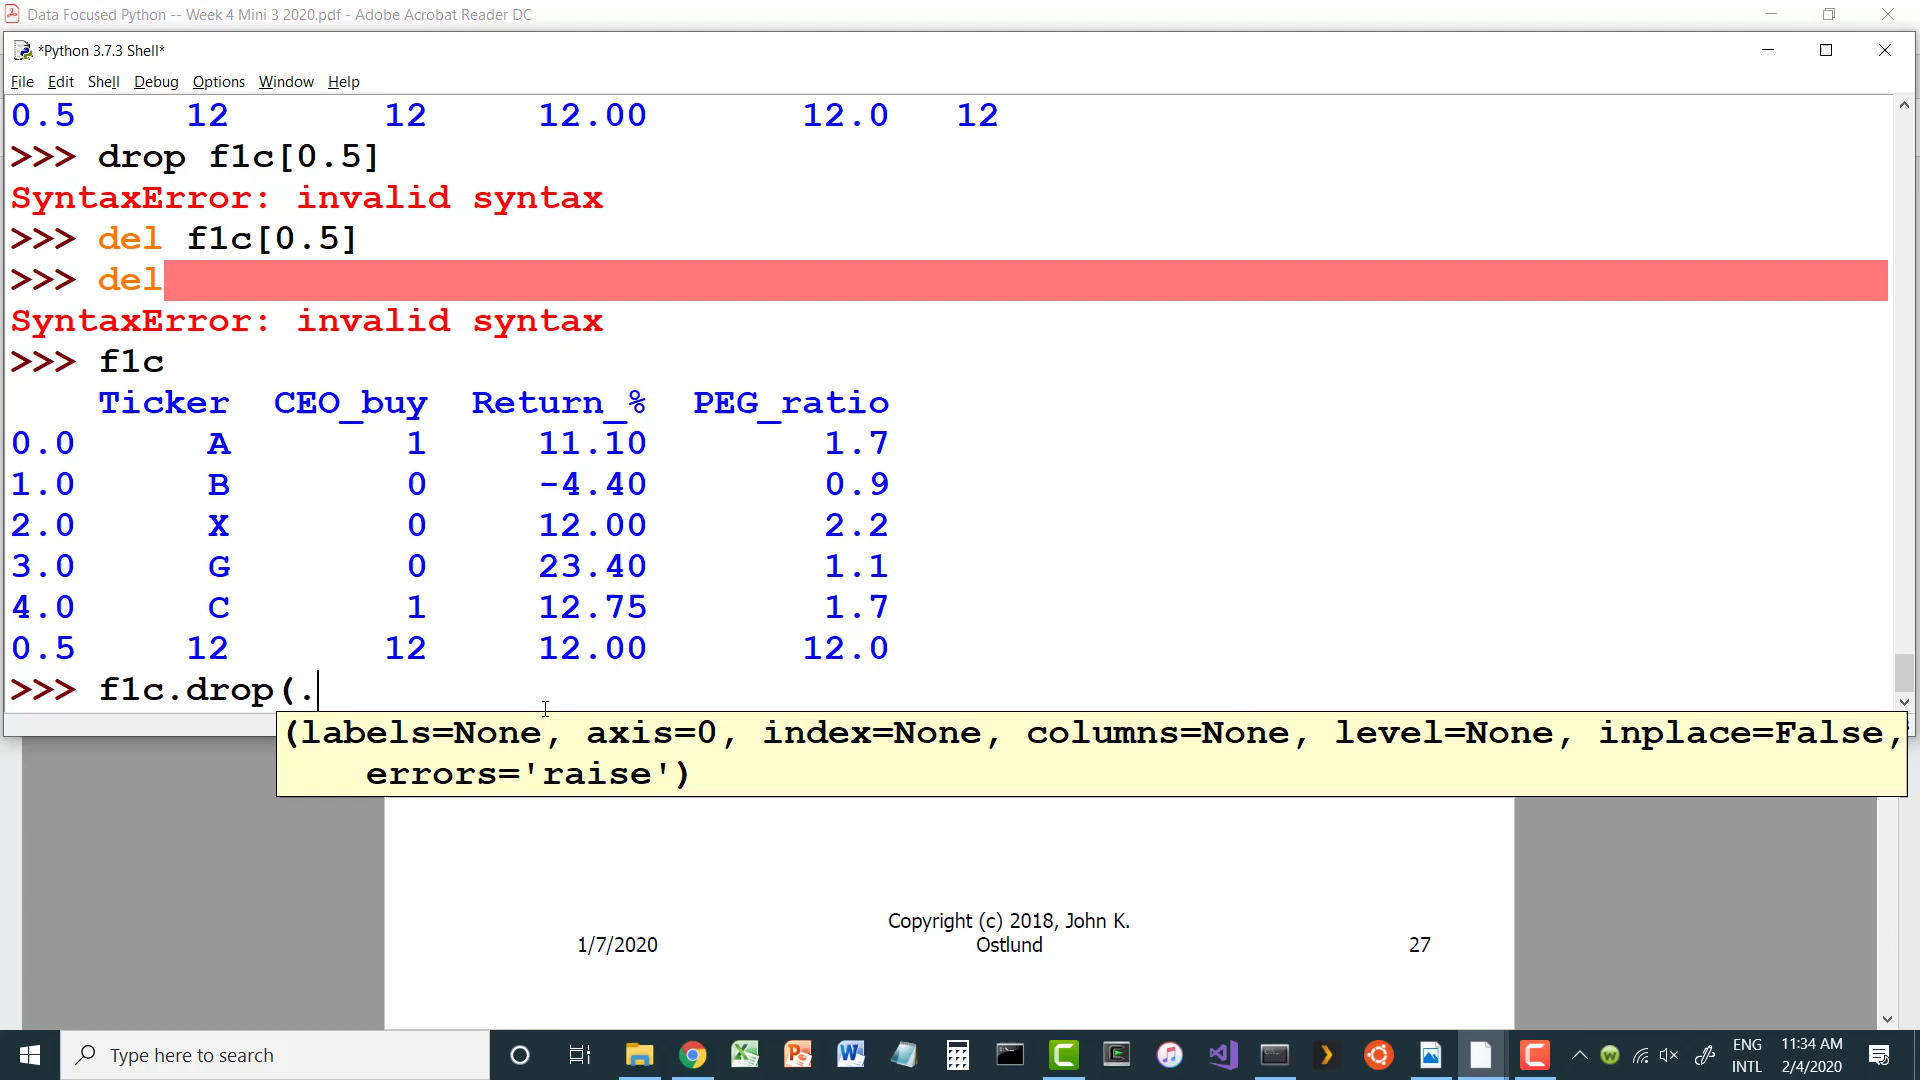 Data Focused Python -- Week 4 Mini 3 2020.pdf - Adobe Acrobat Reader DC
*Python 3.7.3 Shell*
File Edit Shell Debug Options Window Help
0.5 12 12 12.00 12.0 12
>>> drop f1c[0.5]
SyntaxError: invalid syntax
>>> del f1c[0.5]
>>> del
SyntaxError: invalid syntax
>>> f1c
Ticker CEO_buy Return_% PEG_ratio
0.0 A 1 11.10 1.7
1.0 B 0 -4.40 0.9
2.0 X 0 12.00 2.2
3.0 G 0 23.40 1.1
4.0 C 1 12.75 1.7
0.5 12 12 12.00 12.0
>>> f1c.drop(.
(labels=None, axis=0, index=None, columns=None, level=None, inplace=False,
errors='raise')
Copyright (c) 2018, John K.
1/7/2020 Ostlund 27
Type here to search
ENG 11:34 AM
INTL 2/4/2020